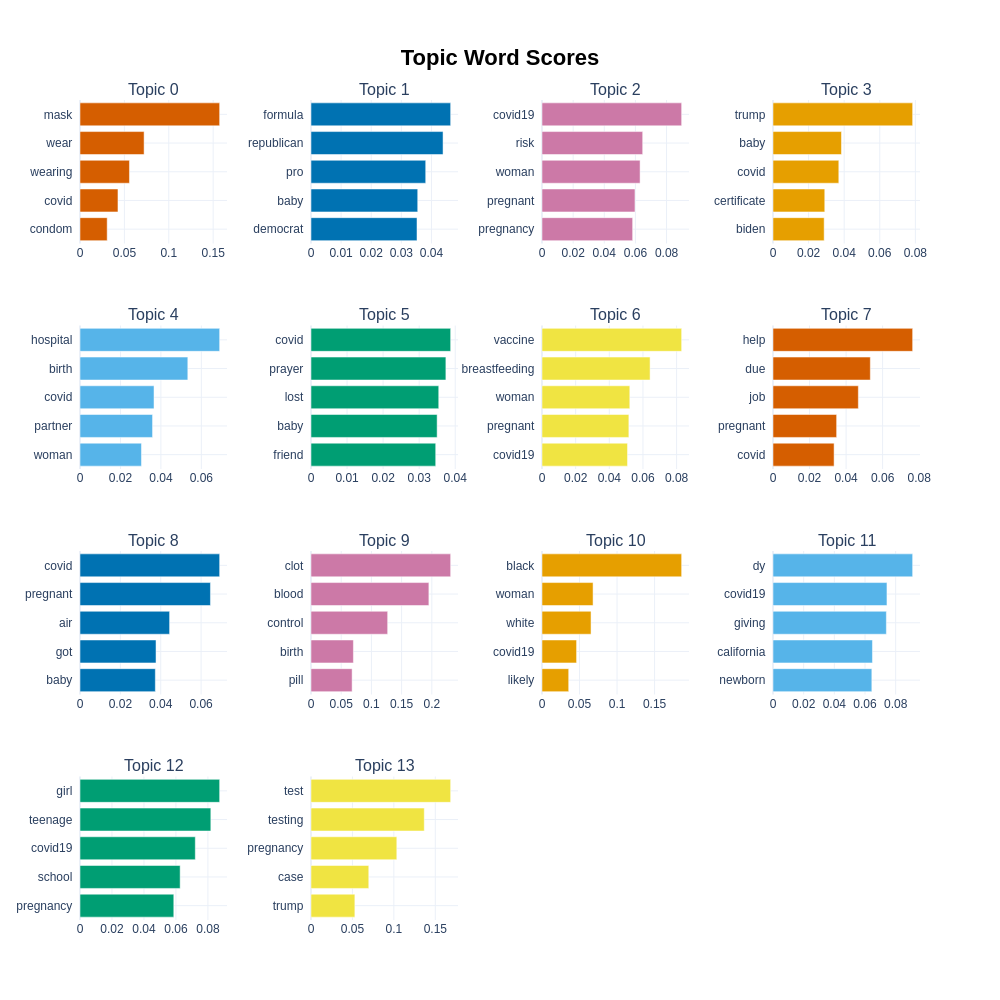 Topic Word Scores
Topic 0
mask
wear
wearing
covid
condom
0 0.05 0.1 0.15
Topic 1
formula
republican
pro
baby
democrat
0 0.01 0.02 0.03 0.04
Topic 2
covid19
risk
woman
pregnant
pregnancy
0 0.02 0.04 0.06 0.08
Topic 3
trump
baby
covid
certificate
biden
0 0.02 0.04 0.06 0.08
Topic 4
hospital
birth
covid
partner
woman
0 0.02 0.04 0.06
Topic 5
covid
prayer
lost
baby
friend
0 0.01 0.02 0.03 0.04
Topic 6
vaccine
breastfeeding
woman
pregnant
covid19
0 0.02 0.04 0.06 0.08
Topic 7
help
due
job
pregnant
covid
0 0.02 0.04 0.06 0.08
Topic 8
covid
pregnant
air
got
baby
0 0.02 0.04 0.06
Topic 9
clot
blood
control
birth
pill
0 0.05 0.1 0.15 0.2
Topic 10
black
woman
white
covid19
likely
0 0.05 0.1 0.15
Topic 11
dy
covid19
giving
california
newborn
0 0.02 0.04 0.06 0.08
Topic 12
girl
teenage
covid19
school
pregnancy
0 0.02 0.04 0.06 0.08
Topic 13
test
testing
pregnancy
case
trump
0 0.05 0.1 0.15